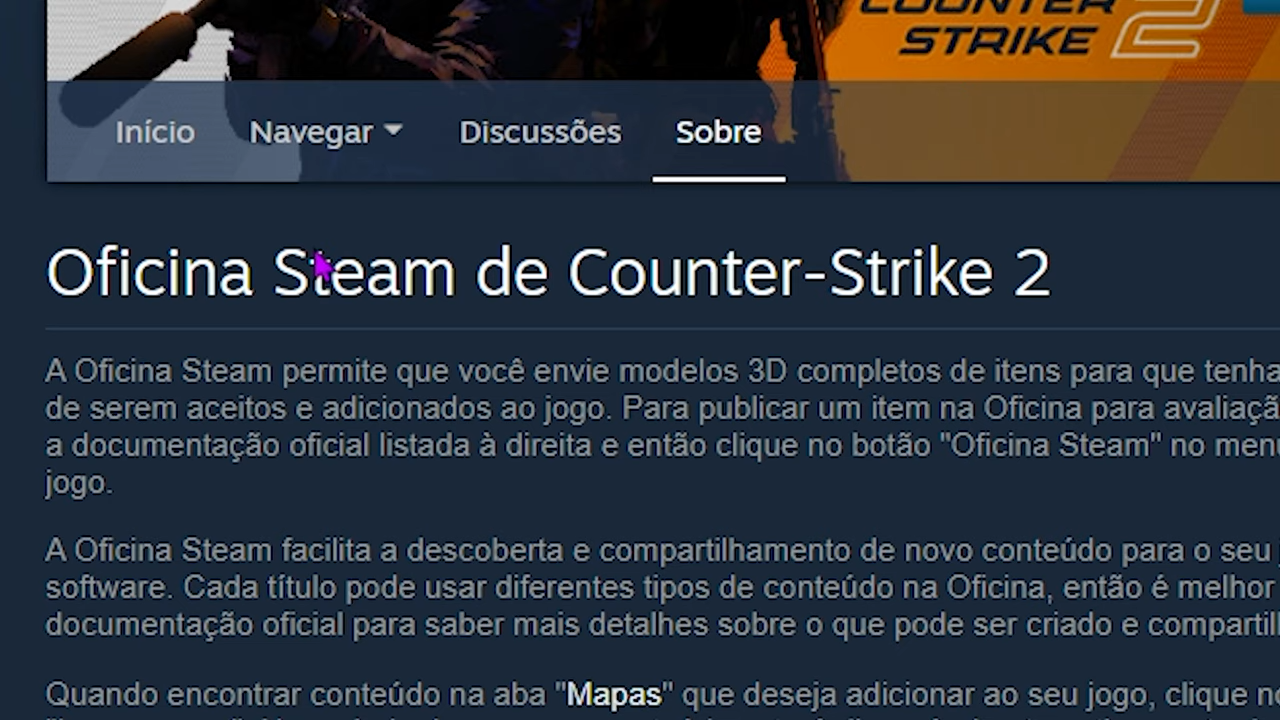 COUNTER
STRIKE 2
Início Navegar Discussões Sobre
Oficina Steam de Counter-Strike 2
A Oficina Steam permite que você envie modelos 3D completos de itens para que tenha
de serem aceitos e adicionados ao jogo. Para publicar um item na Oficina para
a documentação oficial listada à direita e então clique no botão "Oficina Steam" no
jogo.
A Oficina Steam facilita a descoberta e compartilhamento de novo conteúdo para o seu
software. Cada título pode usar diferentes tipos de conteúdo na Oficina, então é melhor
documentação oficial para saber mais detalhes sobre o que pode ser criado e
Quando encontrar conteúdo na aba "Mapas" que deseja adicionar ao seu jogo, clique